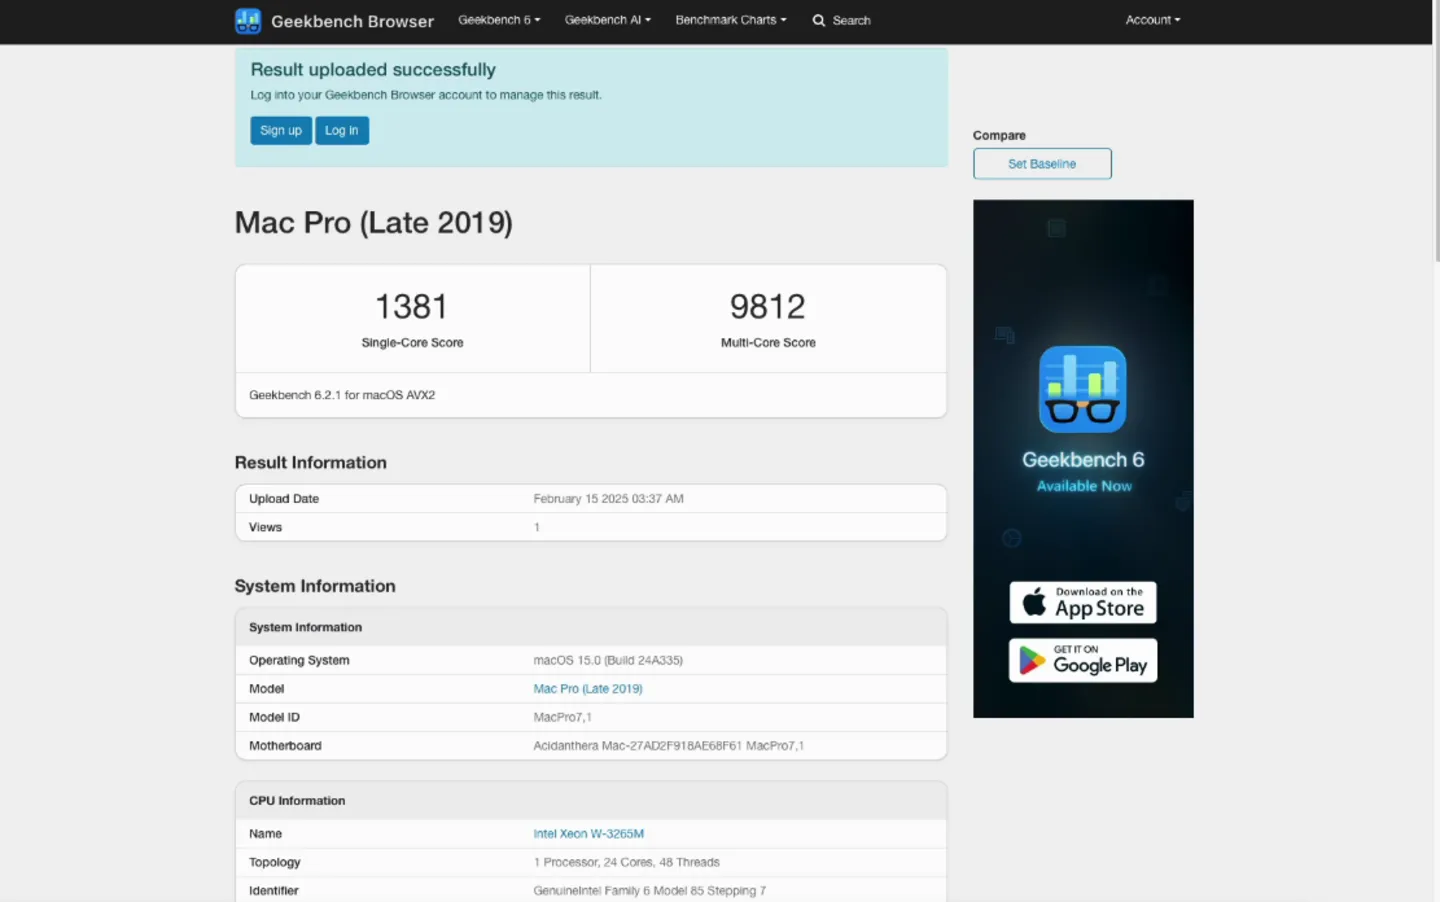 Geekbench Browser Geekbench 6 Geekbench AI Benchmark Charts Search Account
Result uploaded successfully
Log into your Geekbench Browser account to manage this result.
Sign up Log in
Compare
Set Baseline
Mac Pro (Late 2019)
1381 9812
Single-Core Score Multi-Core Score
Geekbench 6.2.1 for macOS AVX2
Result Information
Upload Date February 15 2025 03:37 AM
Views 1
System Information
System Information
Operating System macOS 15.0 (Build 24A335)
Model Mac Pro (Late 2019)
Model ID MacPro7,1
Motherboard Acidanthera Mac-27AD2F918AE68F61 MacPro7,1
CPU Information
Name Intel Xeon W-3265M
Topology 1 Processor, 24 Cores, 48 Threads
Identifier GenuineIntel Family 6 Model 85 Stepping 7
Geekbench 6
Available Now
Download on the
App Store
GET IT ON
Google Play